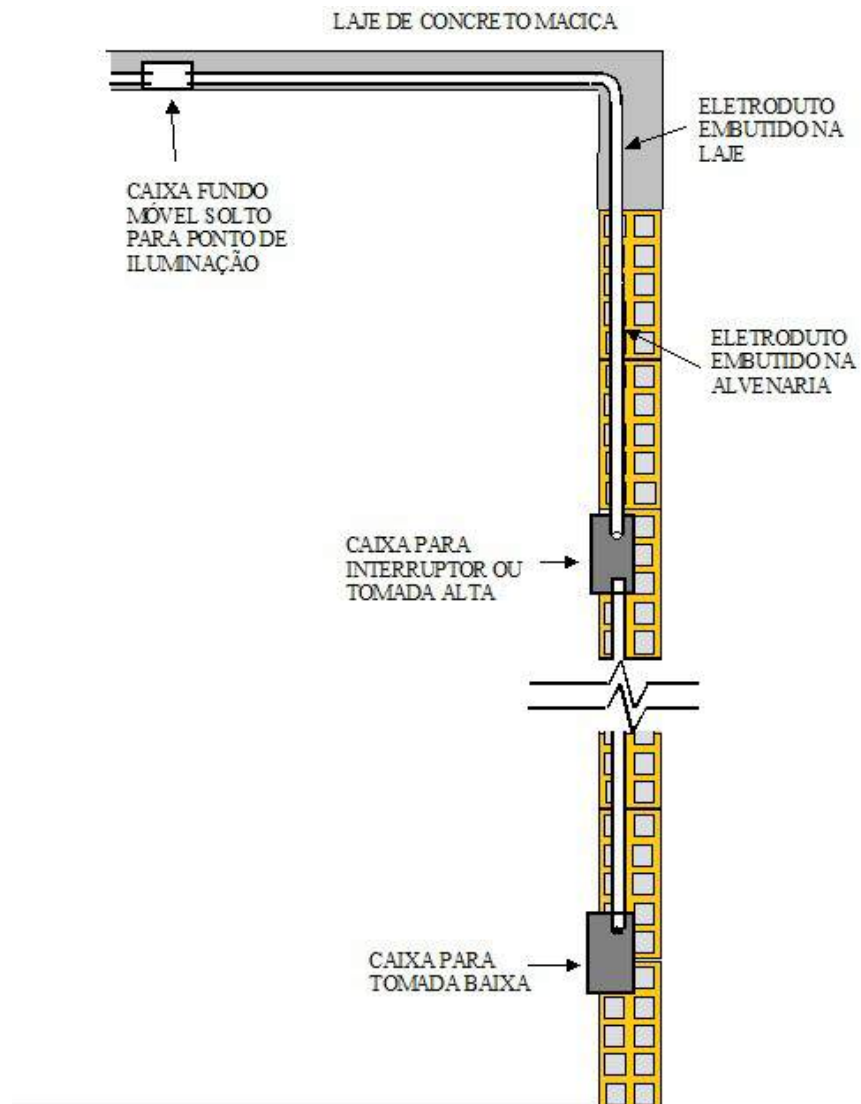 LAJE DE CONCRETO MACIÇA
ELETRODUTO
EMBUTIDO NA
LAJE
CAIXA FUNDO
MÓVEL SOLTO
PARA PONTO DE
ILUMINAÇÃO
ELETRODUTO
EMBUTIDO NA
ALVENARIA
CAIXA PARA
INTERRUPTOR OU
TOMADA ALTA
CAIXA PARA
TOMADA BAIXA